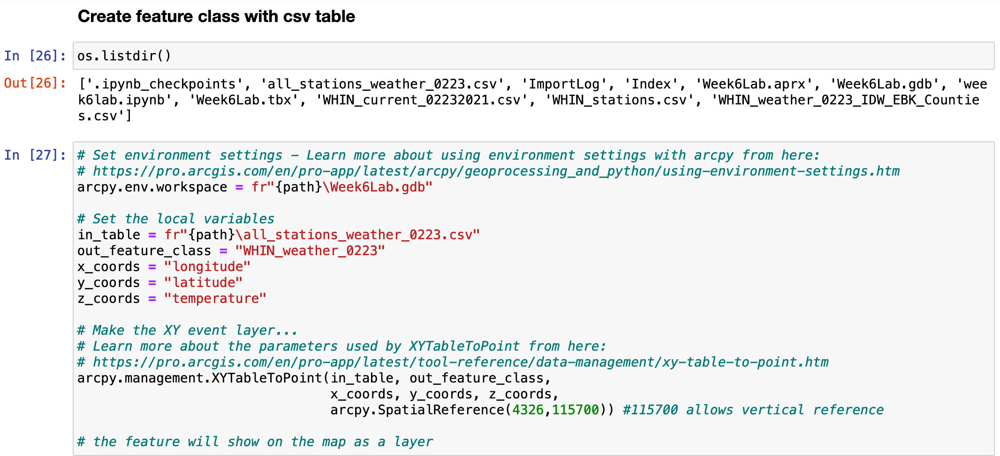 Create feature class with csv table
In [26]: os.listdir()
Out[26]: ['.ipynb_checkpoints', 'all_stations_weather_0223.csv', 'ImportLog', 'Index', 'Week6Lab.aprx', 'Week6Lab.gdb', 'wee
k6lab.ipynb', 'Week6Lab.tbx', 'WHIN_current_02232021.csv', 'WHIN_stations.csv', 'WHIN_weather_0223_IDW_EBK_Countie
s.csv']
In [27]: # Set environment settings – Learn more about using environment settings with arcpy from here:
# https://pro.arcgis.com/en/pro-app/latest/arcpy/geoprocessing_and_python/using-environment-settings.htm
arcpy.env.workspace = fr"{path}\Week6Lab.gdb"
# Set the local variables
in_table = fr"{path}\all_stations_weather_0223.csv"
out_feature_class = "WHIN_weather_0223"
x_coords = "longitude"
y_coords = "latitude"
z_coords = "temperature"
# Make the XY event layer...
# Learn more about the parameters used by XYTableToPoint from here:
# https://pro.arcgis.com/en/pro-app/latest/tool-reference/data-management/xy-table-to-point.htm
arcpy.management.XYTableToPoint(in_table, out_feature_class,
x_coords, y_coords, z_coords,
arcpy.SpatialReference(4326,115700)) #115700 allows vertical reference
# the feature will show on the map as a layer